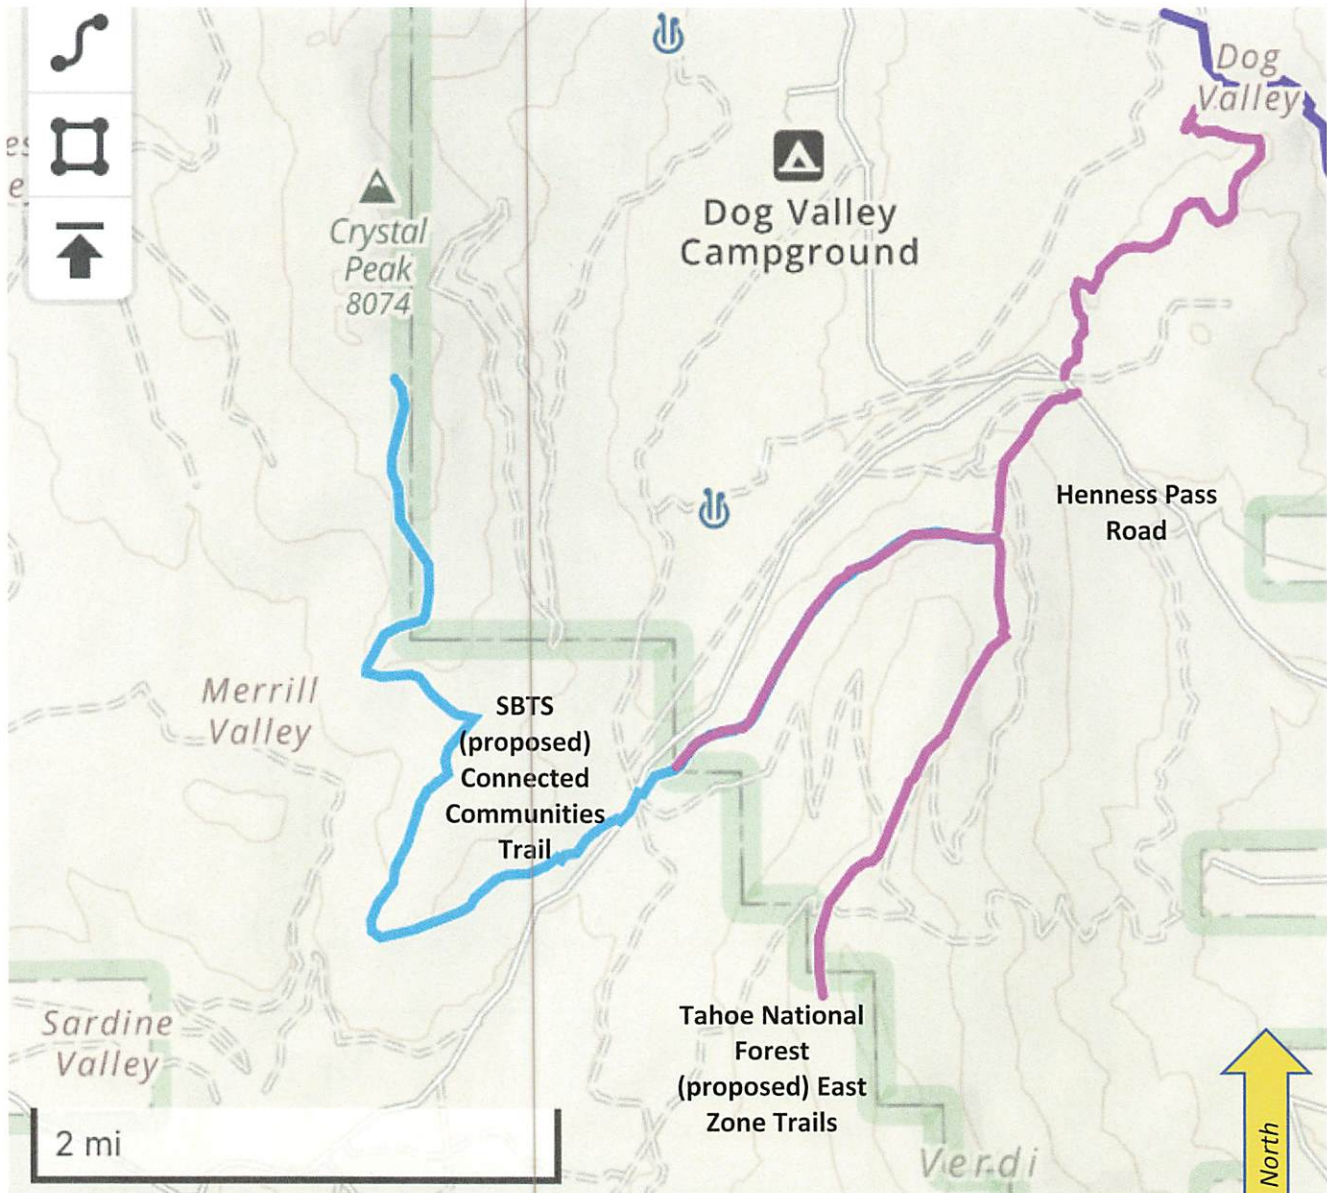 Dog
Valley
Crystal
Peak
8074
Dog Valley
Campground
Henness Pass
Road
Merrill
Valley
SBTS
(proposed)
Connected
Communities
Trail
Sardine
Valley
Tahoe National
Forest
(proposed) East
Zone Trails
2 mi
Verdi
North